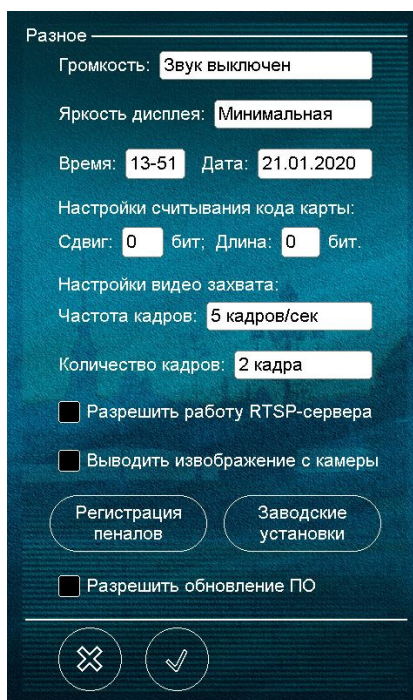 Разное
Громкость: Звук выключен
Яркость дисплея: Минимальная
Время: 13-51 Дата: 21.01.2020
Настройки считывания кода карты:
Сдвиг: 0 бит; Длина: 0 бит.
Настройки видео захвата:
Частота кадров: 5 кадров/сек
Количество кадров: 2 кадра
Разрешить работу RTSP-сервера
Выводить извображение с камеры
Регистрация пеналов
Заводские установки
Разрешить обновление ПО